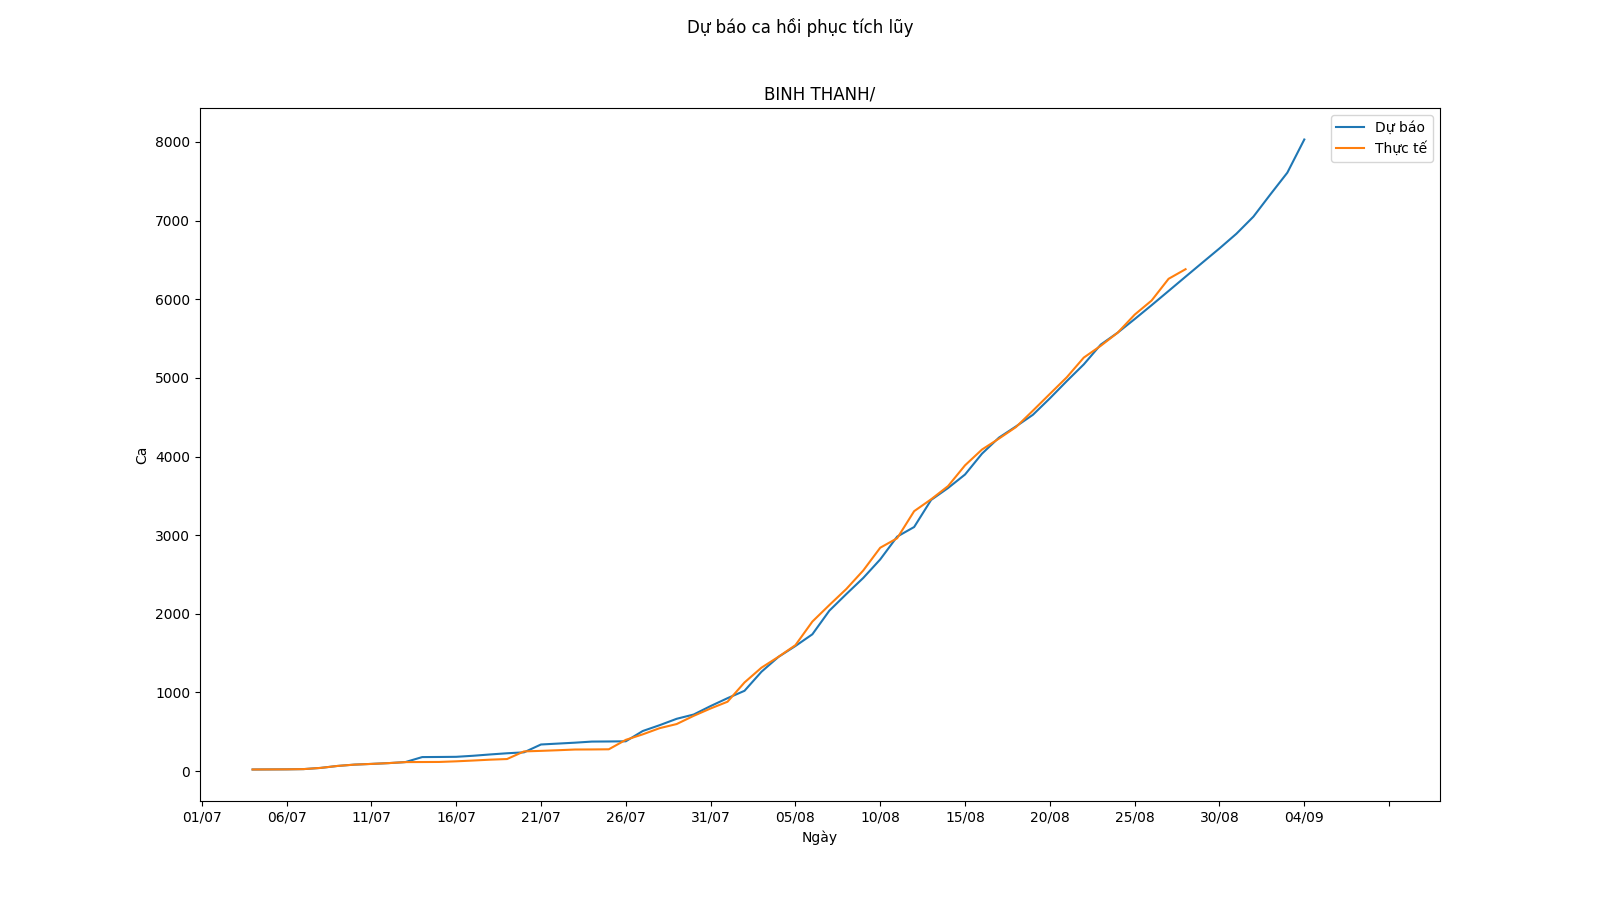 Dự báo ca hồi phục tích lũy
BINH THANH/
Dự báo
Thực tế
8000
7000
6000
5000
4000
3000
2000
1000
0
Ca
01/07 06/07 11/07 16/07 21/07 26/07 31/07 05/08 10/08 15/08 20/08 25/08 30/08 04/09
Ngày